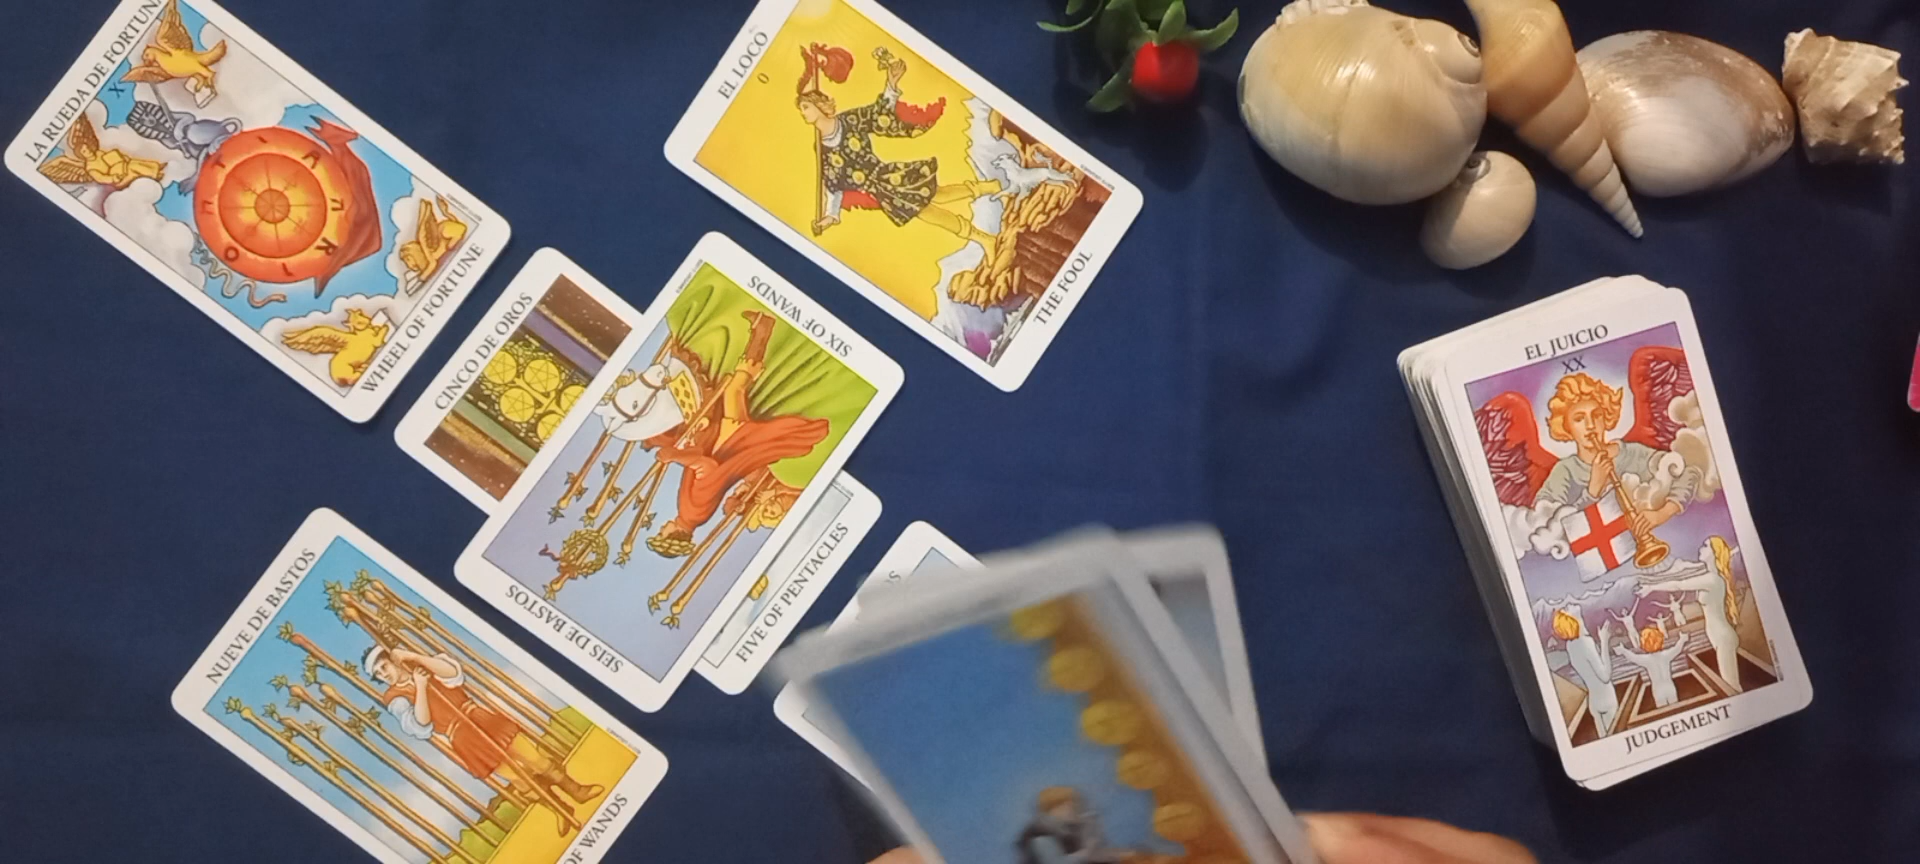 LA RUEDA DE FORTUNA
X
T
A
R
O
WHEEL OF FORTUNE
EL LOCO
0
THE FOOL
CINCO DE OROS
FIVE OF PENTACLES
SIX OF WANDS
SEIS DE BASTOS
NUEVE DE BASTOS
OF WANDS
EL JUICIO
XX
JUDGEMENT